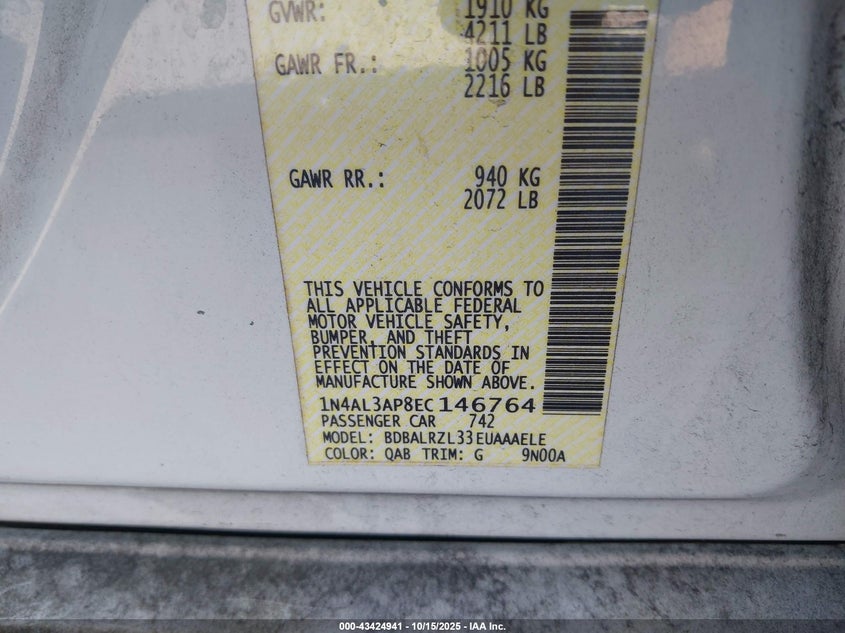 GVWR: 1910 KG
4211 LB
GAWR FR.: 1005 KG
2216 LB
GAWR RR.: 940 KG
2072 LB
THIS VEHICLE CONFORMS TO
ALL APPLICABLE FEDERAL
MOTOR VEHICLE SAFETY,
BUMPER, AND THEFT
PREVENTION STANDARDS IN
EFFECT ON THE DATE OF
MANUFACTURE SHOWN ABOVE.
1N4AL3AP8EC146764
PASSENGER CAR 742
MODEL: BDBALRZL33EUAAAELE
COLOR: QAB TRIM: G 9N00A
000-43424941 - 10/15/2025 - IAA Inc.